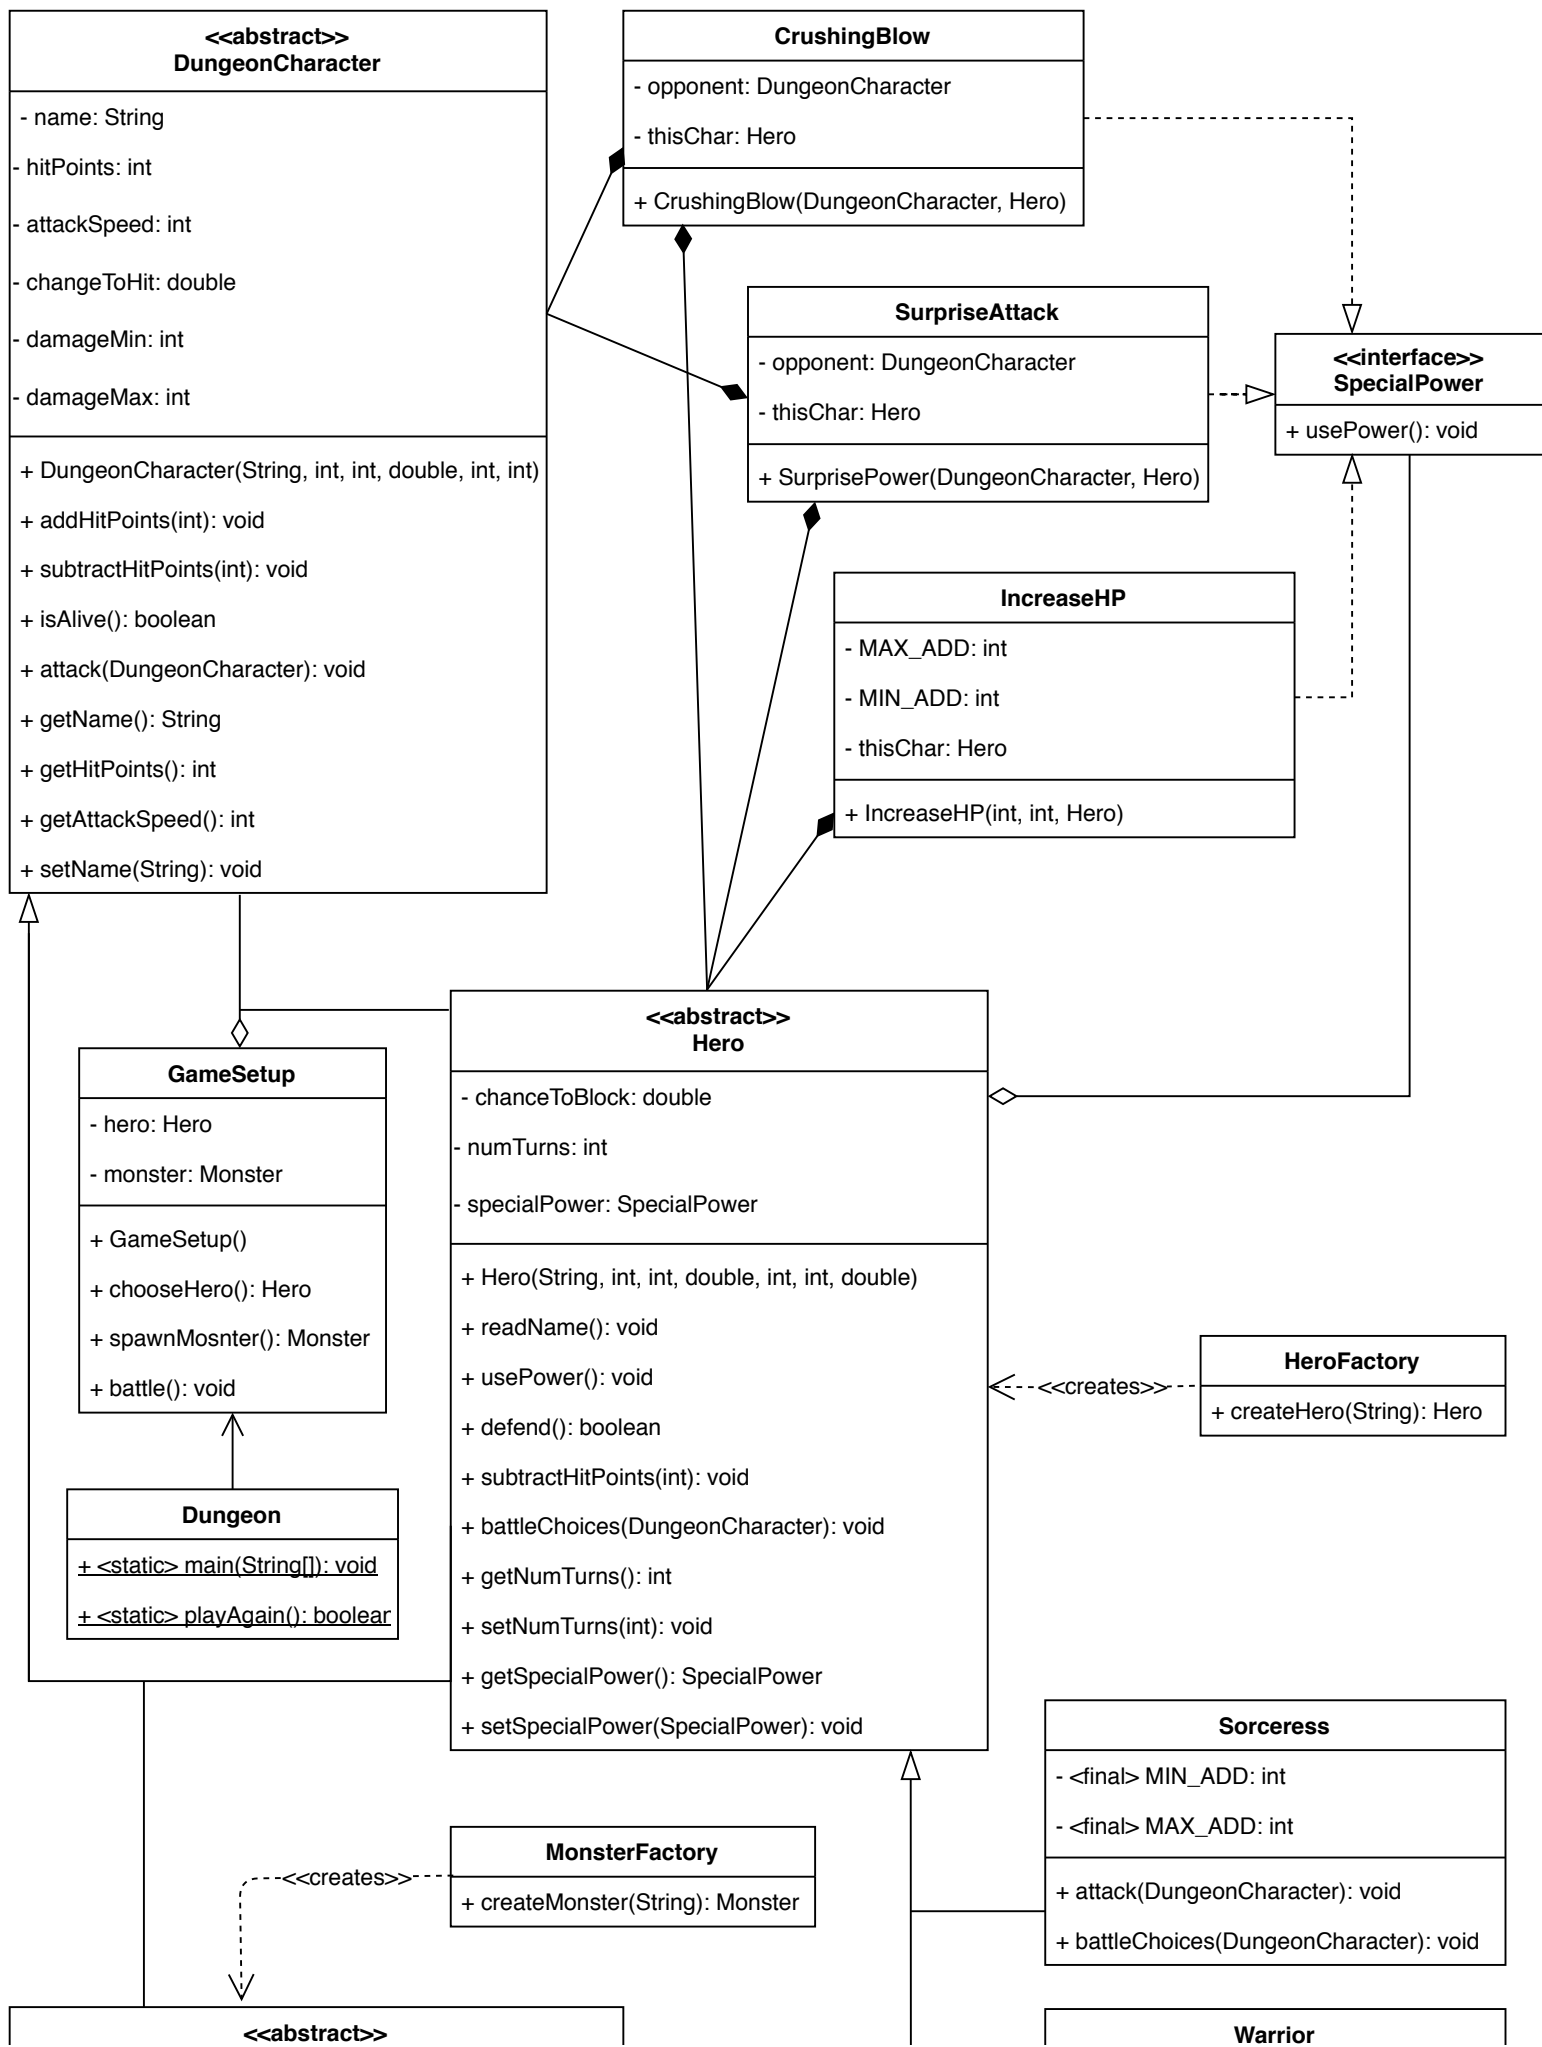 <<abstract>>
DungeonCharacter
- name: String
- hitPoints: int
- attackSpeed: int
- changeToHit: double
- damageMin: int
- damageMax: int
+ DungeonCharacter(String, int, int, double, int, int)
+ addHitPoints(int): void
+ subtractHitPoints(int): void
+ isAlive(): boolean
+ attack(DungeonCharacter): void
+ getName(): String
+ getHitPoints(): int
+ getAttackSpeed(): int
+ setName(String): void
CrushingBlow
- opponent: DungeonCharacter
- thisChar: Hero
+ CrushingBlow(DungeonCharacter, Hero)
SurpriseAttack
- opponent: DungeonCharacter
- thisChar: Hero
+ SurprisePower(DungeonCharacter, Hero)
<<interface>>
SpecialPower
+ usePower(): void
IncreaseHP
- MAX_ADD: int
- MIN_ADD: int
- thisChar: Hero
+ IncreaseHP(int, int, Hero)
GameSetup
- hero: Hero
- monster: Monster
+ GameSetup()
+ chooseHero(): Hero
+ spawnMosnter(): Monster
+ battle(): void
Dungeon
+ <static> main(String[]): void
+ <static> playAgain(): boolean
<<abstract>>
Hero
- chanceToBlock: double
- numTurns: int
- specialPower: SpecialPower
+ Hero(String, int, int, double, int, int, double)
+ readName(): void
+ usePower(): void
+ defend(): boolean
+ subtractHitPoints(int): void
+ battleChoices(DungeonCharacter): void
+ getNumTurns(): int
+ setNumTurns(int): void
+ getSpecialPower(): SpecialPower
+ setSpecialPower(SpecialPower): void
<<creates>>
HeroFactory
+ createHero(String): Hero
Sorceress
- <final> MIN_ADD: int
- <final> MAX_ADD: int
+ attack(DungeonCharacter): void
+ battleChoices(DungeonCharacter): void
<<creates>>
MonsterFactory
+ createMonster(String): Monster
<<abstract>>
Warrior